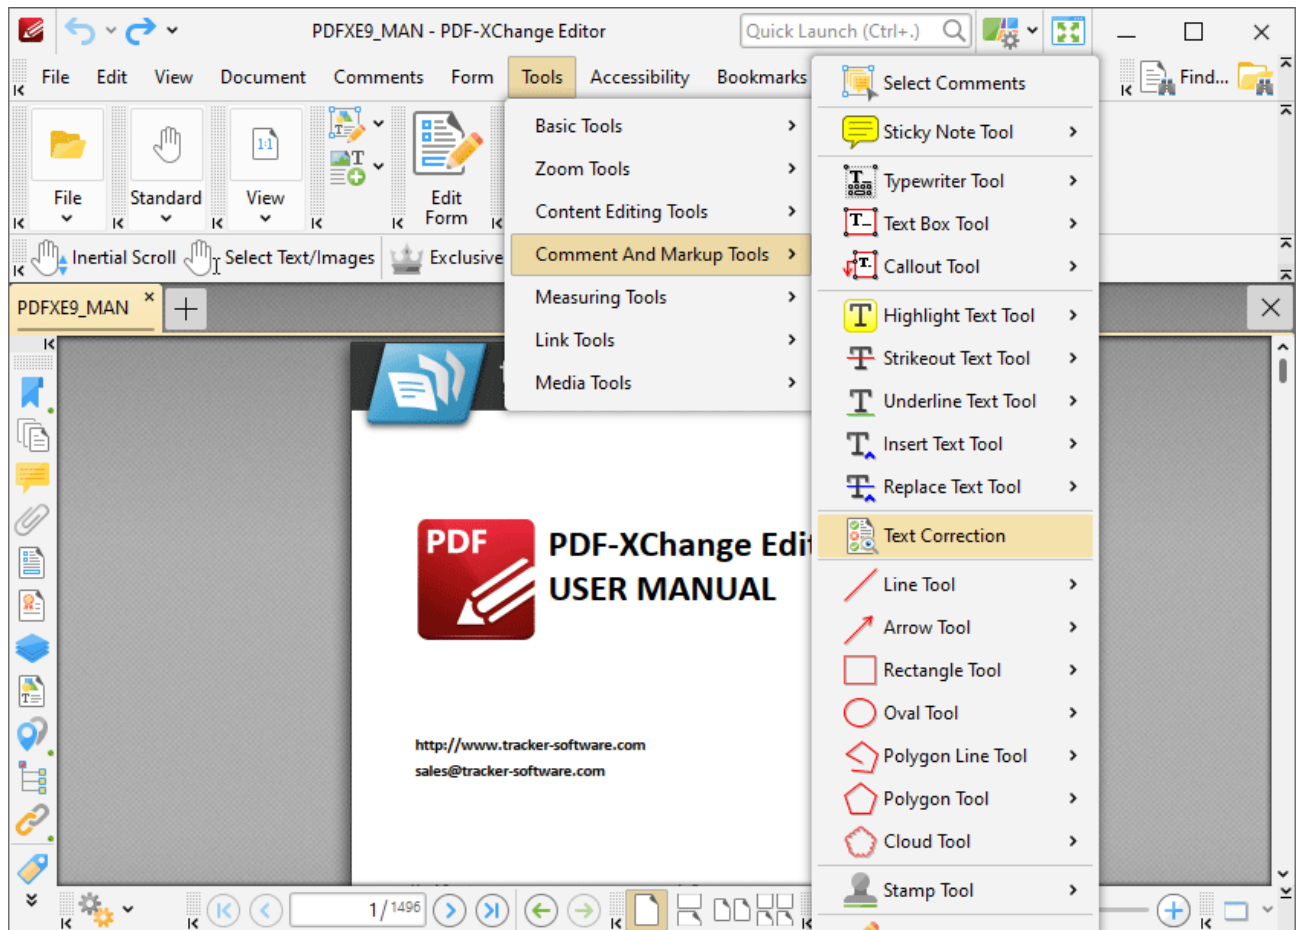 PDFXE9_MAN - PDF-XChange Editor
Quick Launch (Ctrl+.)
File Edit View Document Comments Form Tools Accessibility Bookmarks
Find...
File
Standard
View
1:1
Edit
Form
Inertial Scroll
Select Text/Images
Exclusive
PDFXE9_MAN
Basic Tools
Zoom Tools
Content Editing Tools
Comment And Markup Tools
Measuring Tools
Link Tools
Media Tools
Select Comments
Sticky Note Tool
Typewriter Tool
Text Box Tool
Callout Tool
Highlight Text Tool
Strikeout Text Tool
Underline Text Tool
Insert Text Tool
Replace Text Tool
Text Correction
Line Tool
Arrow Tool
Rectangle Tool
Oval Tool
Polygon Line Tool
Polygon Tool
Cloud Tool
Stamp Tool
PDF
PDF-XChange Edit
USER MANUAL
http://www.tracker-software.com
sales@tracker-software.com
1/1496